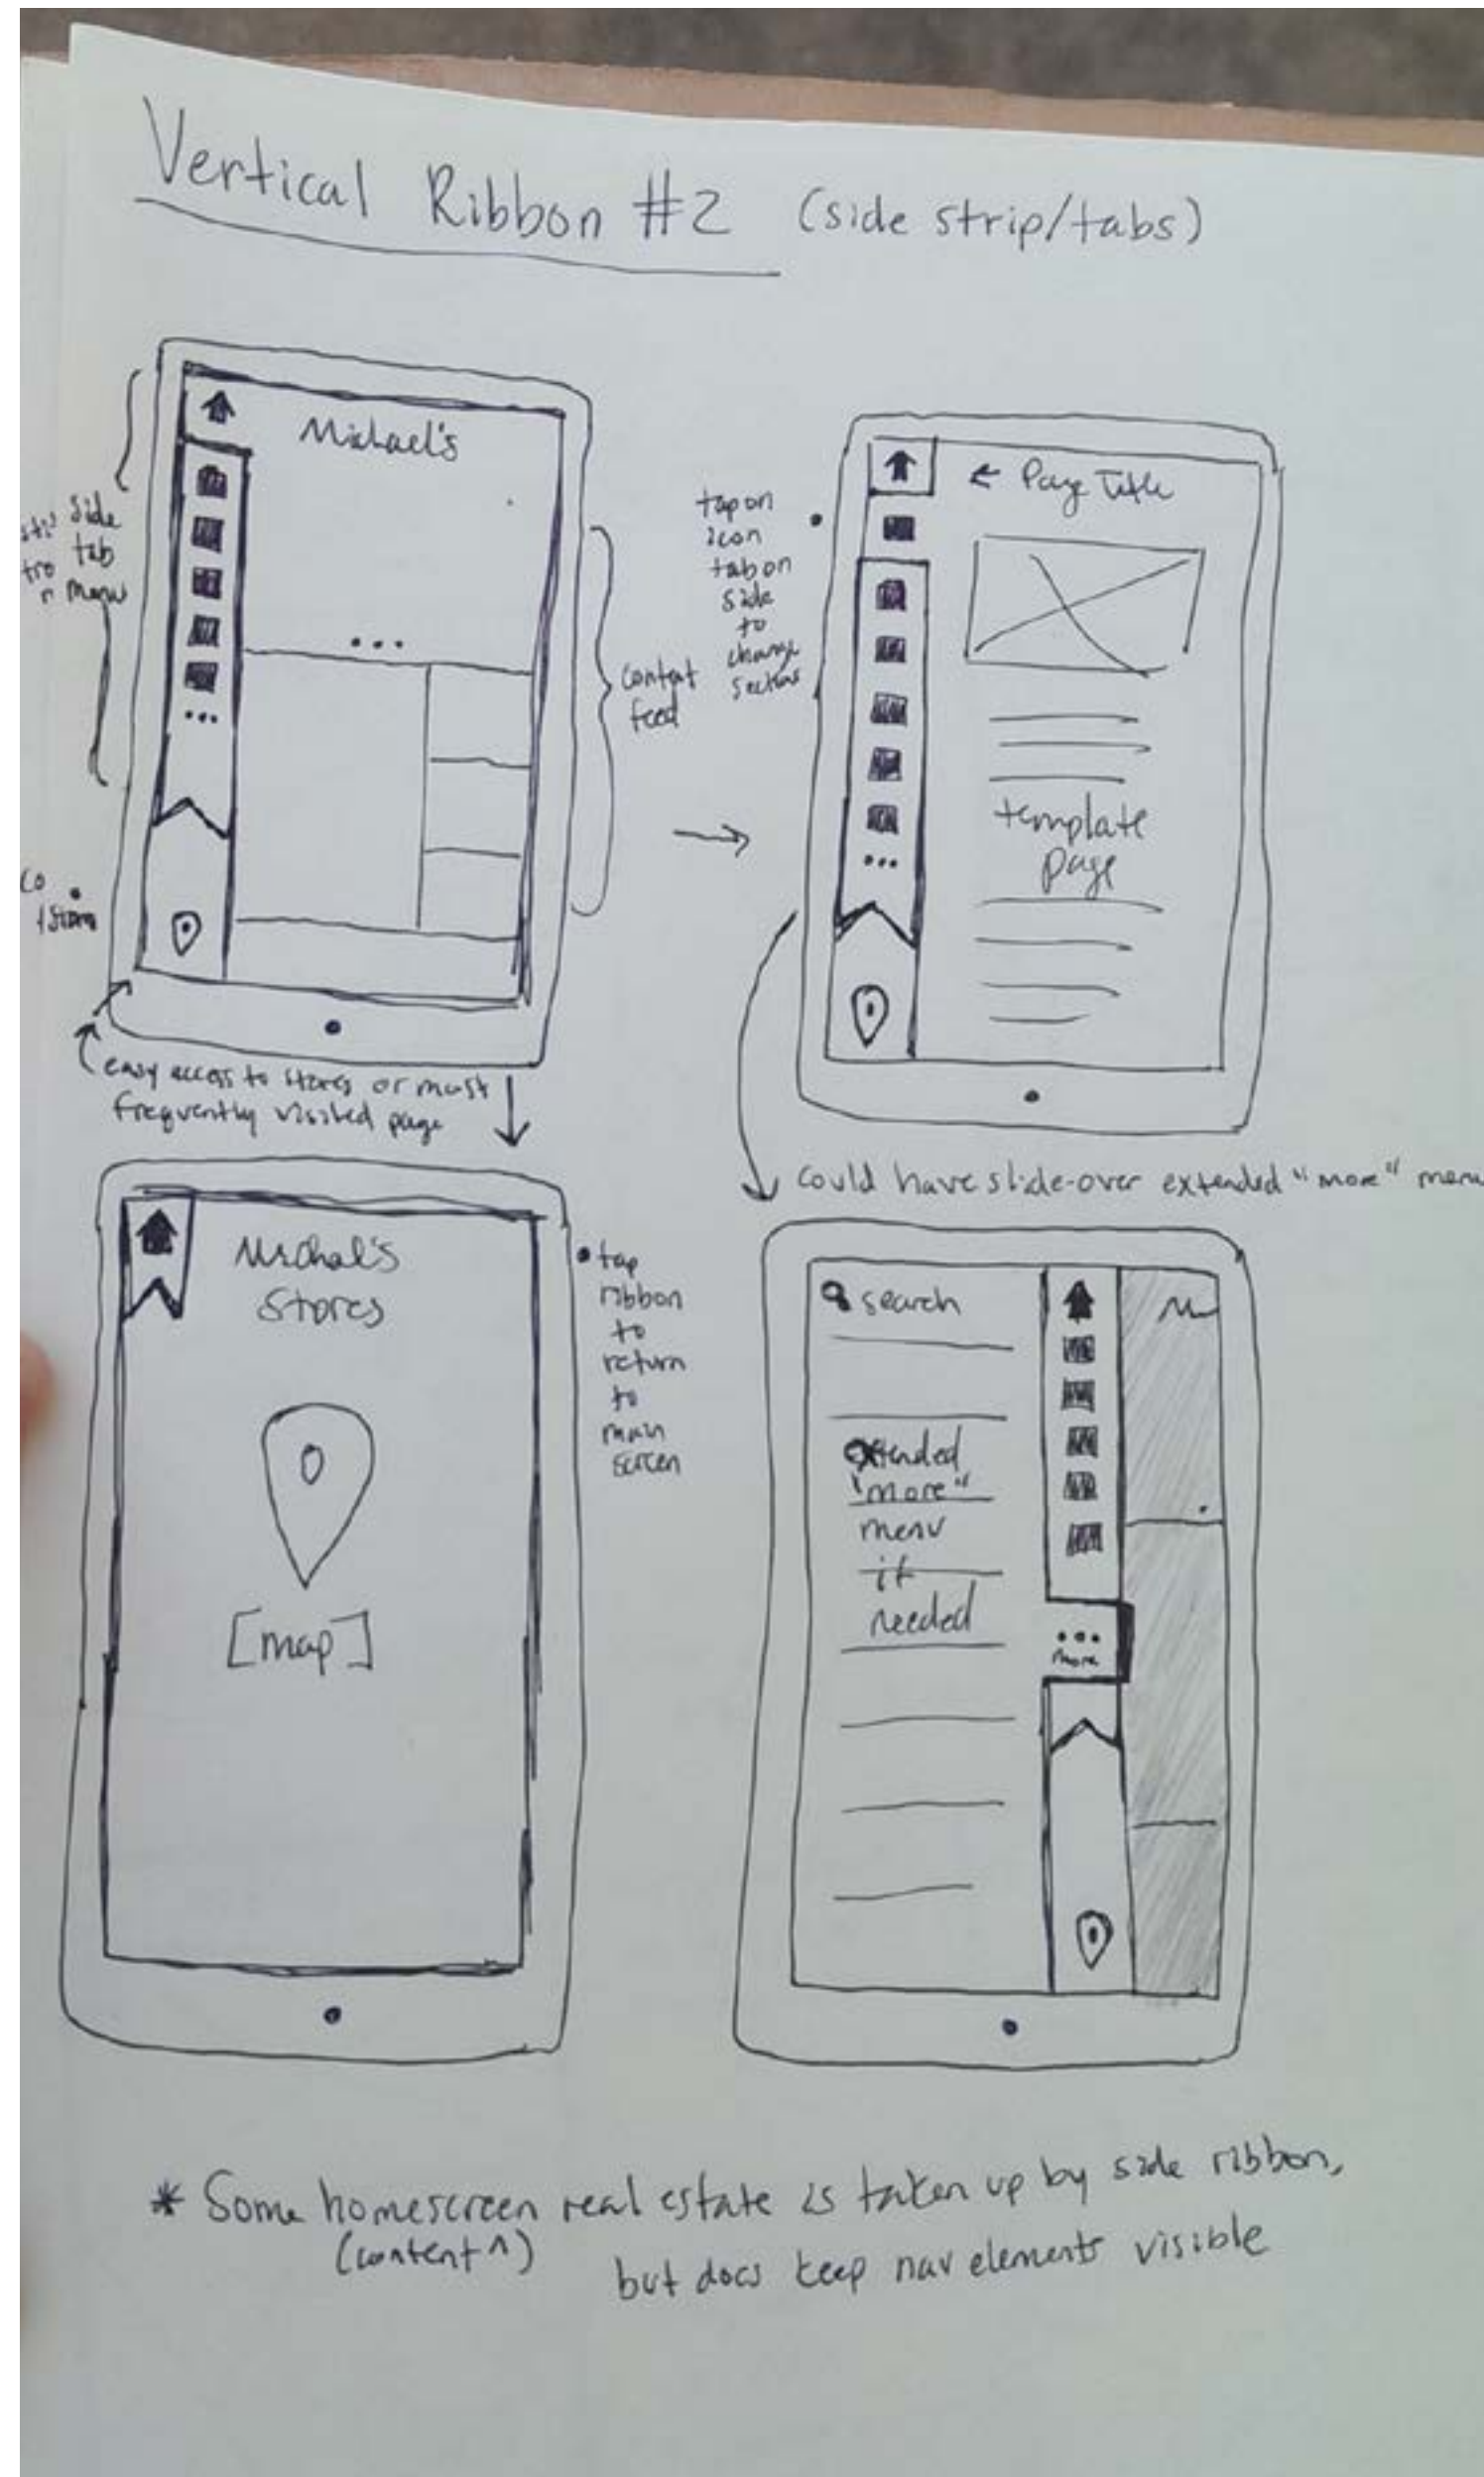 Vertical Ribbon #2 (side strip/tabs)
Michael's
...
...
side
tab
menu
content
feed
easy access to stores or most
frequently visited page
tap on
icon
tab on
side
to
change
sections
← Page Title
...
template
page
could have slide-over extended "more" menu
Michael's
Stores
[map]
• tap
ribbon
to
return
to
main
screen
search
extended
"more"
menu
if
needed
...
more
* Some homescreen real estate is taken up by side ribbon,
(content ^)
but does keep nav elements visible